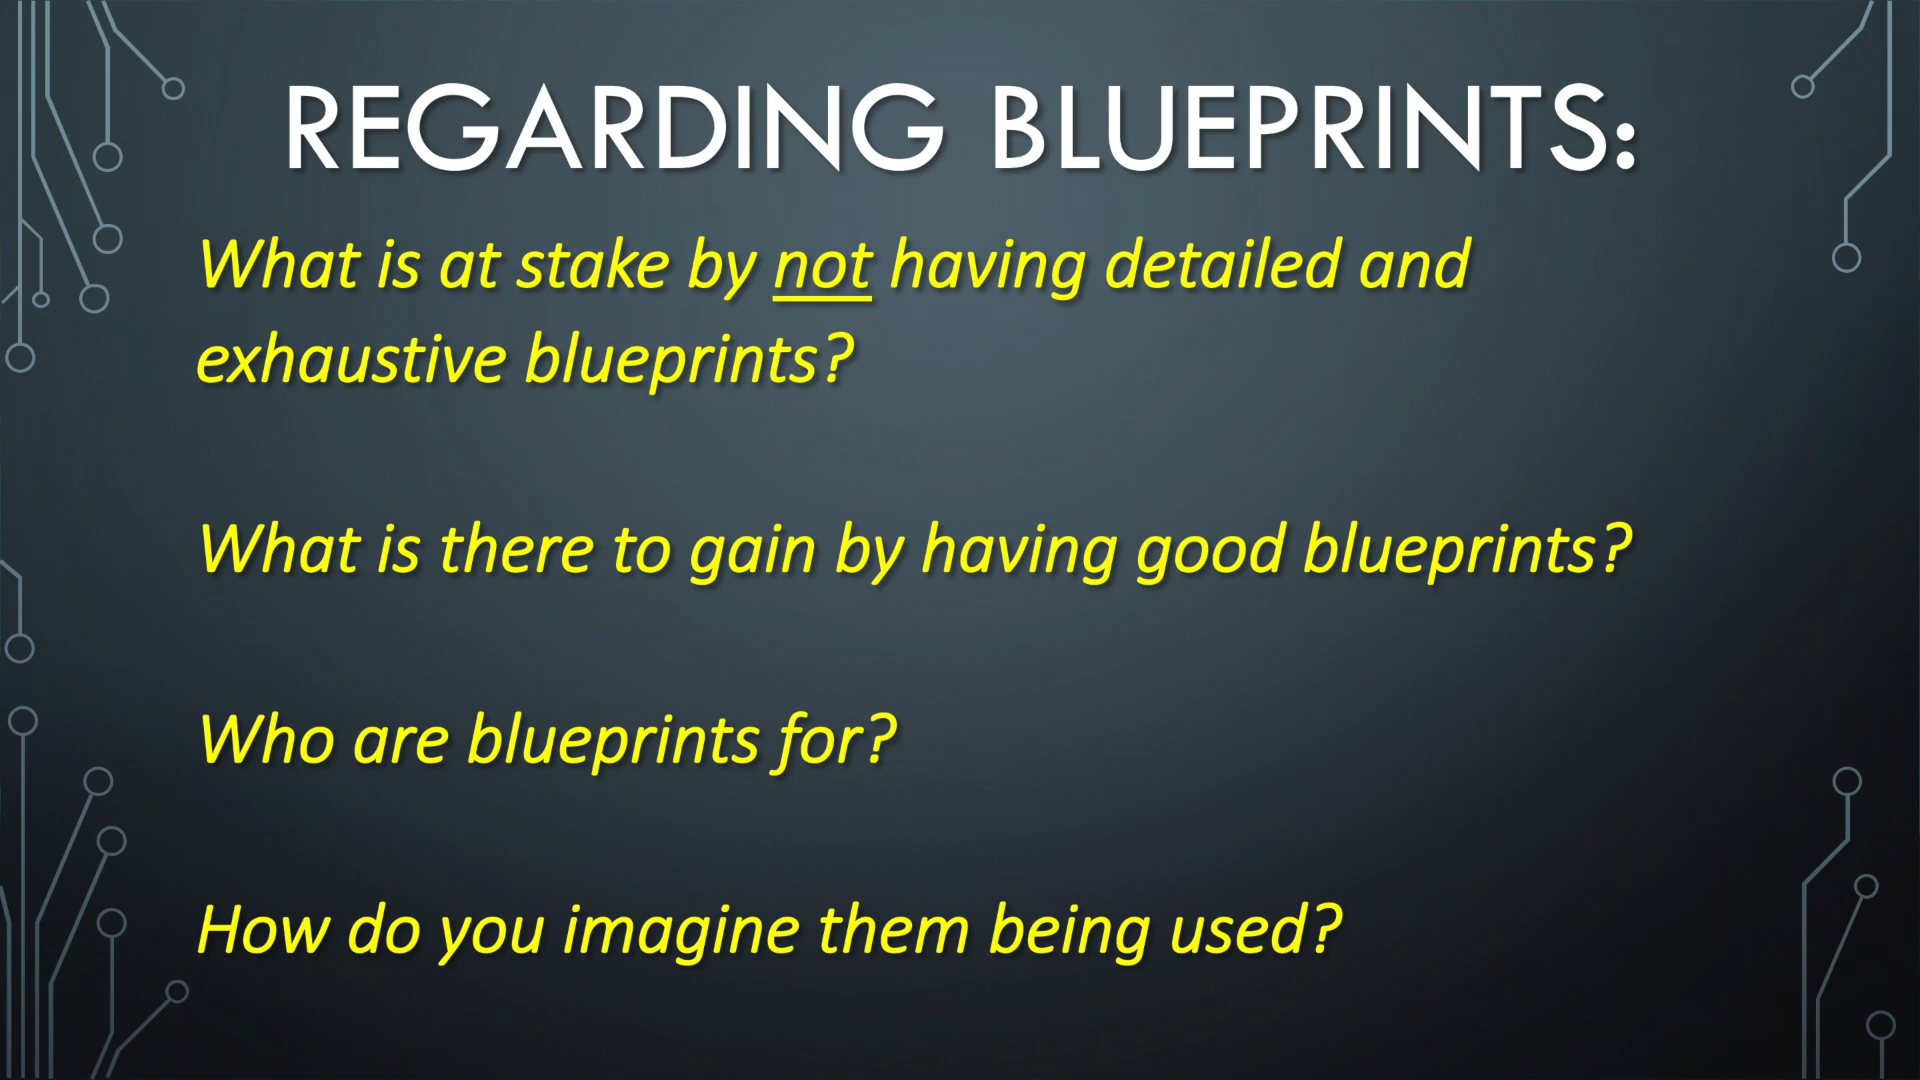 REGARDING BLUEPRINTS:
What is at stake by not having detailed and
exhaustive blueprints?
What is there to gain by having good blueprints?
Who are blueprints for?
How do you imagine them being used?